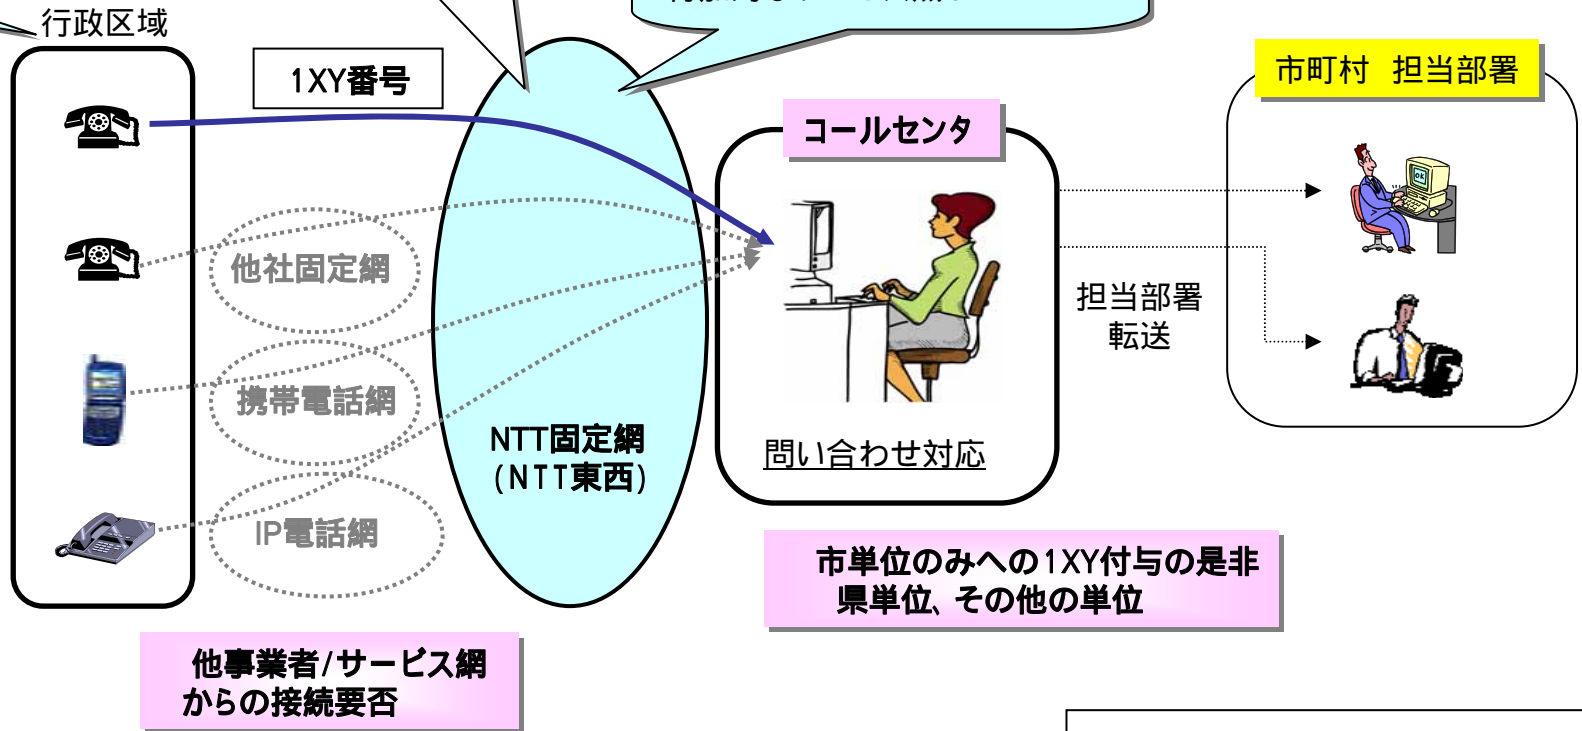 行政区域
1XY番号
市町村　担当部署
コールセンタ
他社固定網
携帯電話網
IP電話網
NTT固定網
(NTT東西)
問い合わせ対応
担当部署
転送
市単位のみへの1XY付与の是非
県単位、その他の単位
他事業者/サービス網
からの接続要否